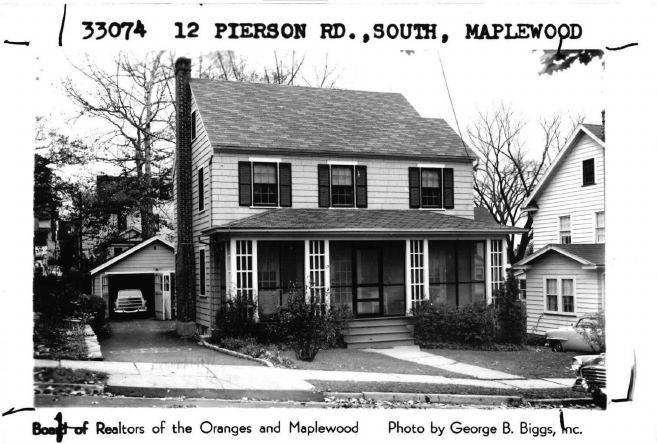 33074 12 PIERSON RD.,SOUTH, MAPLEWOOD
Board of Realtors of the Oranges and Maplewood Photo by George B. Biggs, Inc.